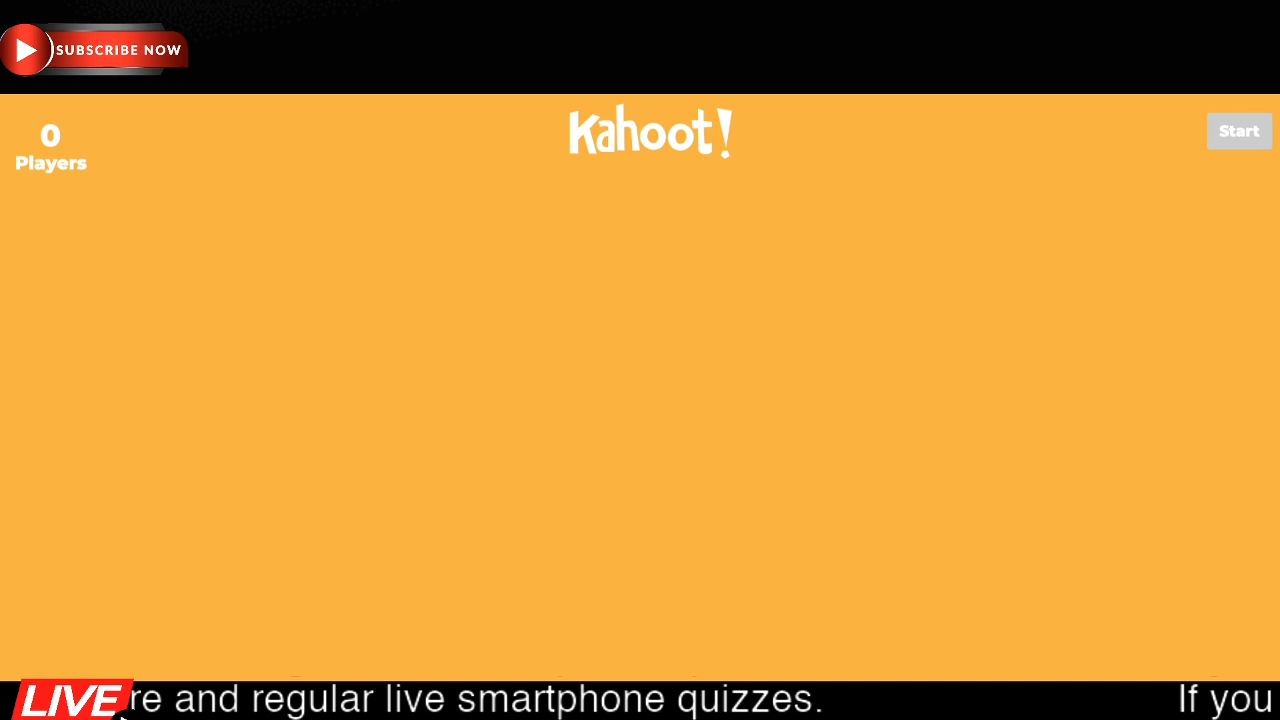 SUBSCRIBE NOW
Kahoot!
0
Players
Start
LIVE
re and regular live smartphone quizzes.
If you